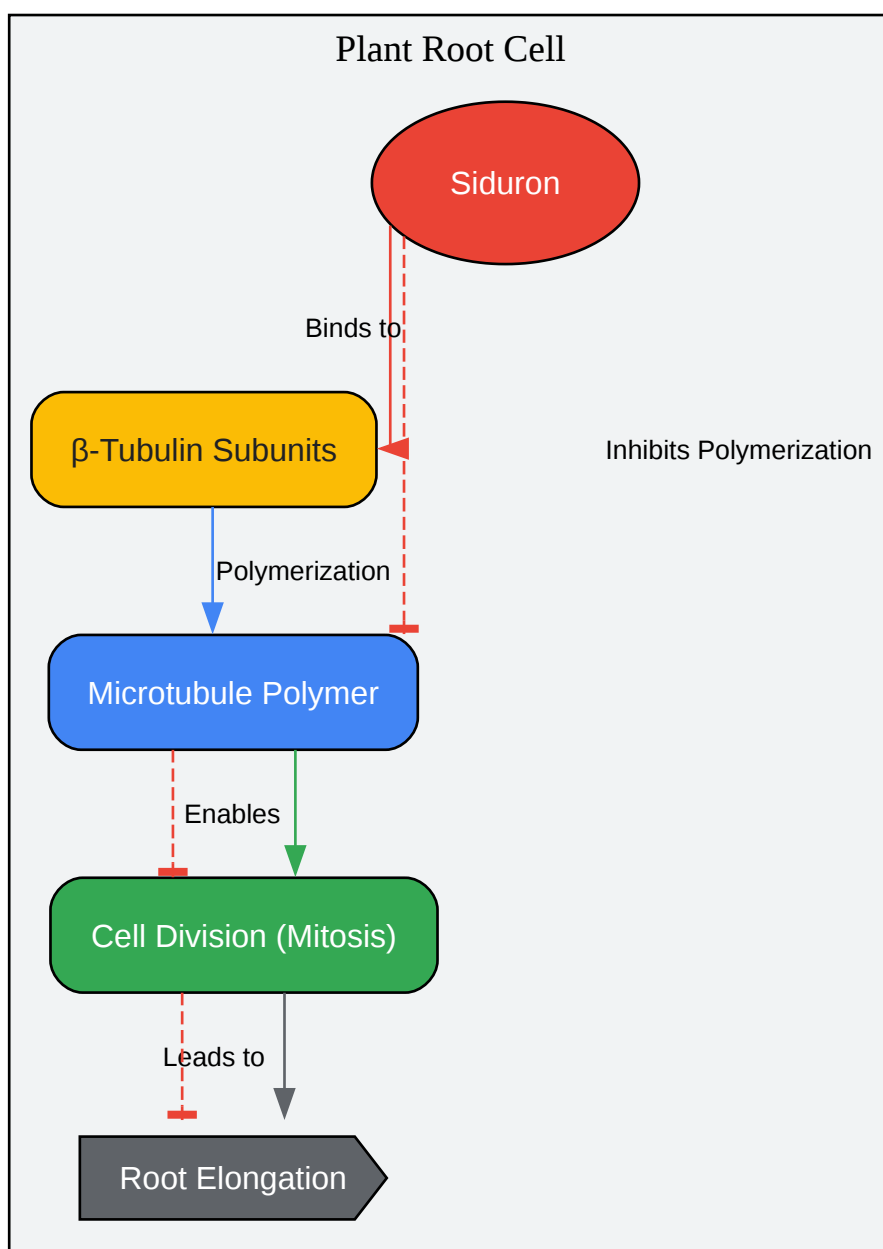 Plant Root Cell
Siduron
Binds to
β-Tubulin Subunits
Inhibits Polymerization
Polymerization
Microtubule Polymer
Enables
Cell Division (Mitosis)
Leads to
Root Elongation